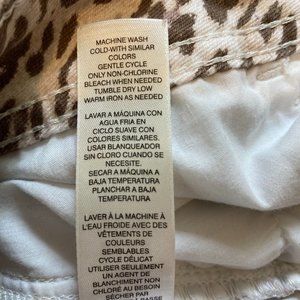 MACHINE WASH
COLD-WITH SIMILAR
COLORS
GENTLE CYCLE
ONLY NON-CHLORINE
BLEACH WHEN NEEDED
TUMBLE DRY LOW
WARM IRON AS NEEDED
LAVAR A MÁQUINA CON
AGUA FRIA EN
CICLO SUAVE CON
COLORES SIMILARES.
USAR BLANQUEADOR
SIN CLORO CUANDO SE
NECESITE.
SECAR A MÁQUINA A
BAJA TEMPERATURA
PLANCHAR A BAJA
TEMPERATURA
LAVER À LA MACHINE À
L'EAU FROIDE AVEC DES
VÊTEMENTS DE
COULEURS
SEMBLABLES
CYCLE DÉLICAT
UTILISER SEULEMENT
UN AGENT DE
BLANCHIMENT NON
CHLORÉ AU BESOIN
SÉCHER PAR